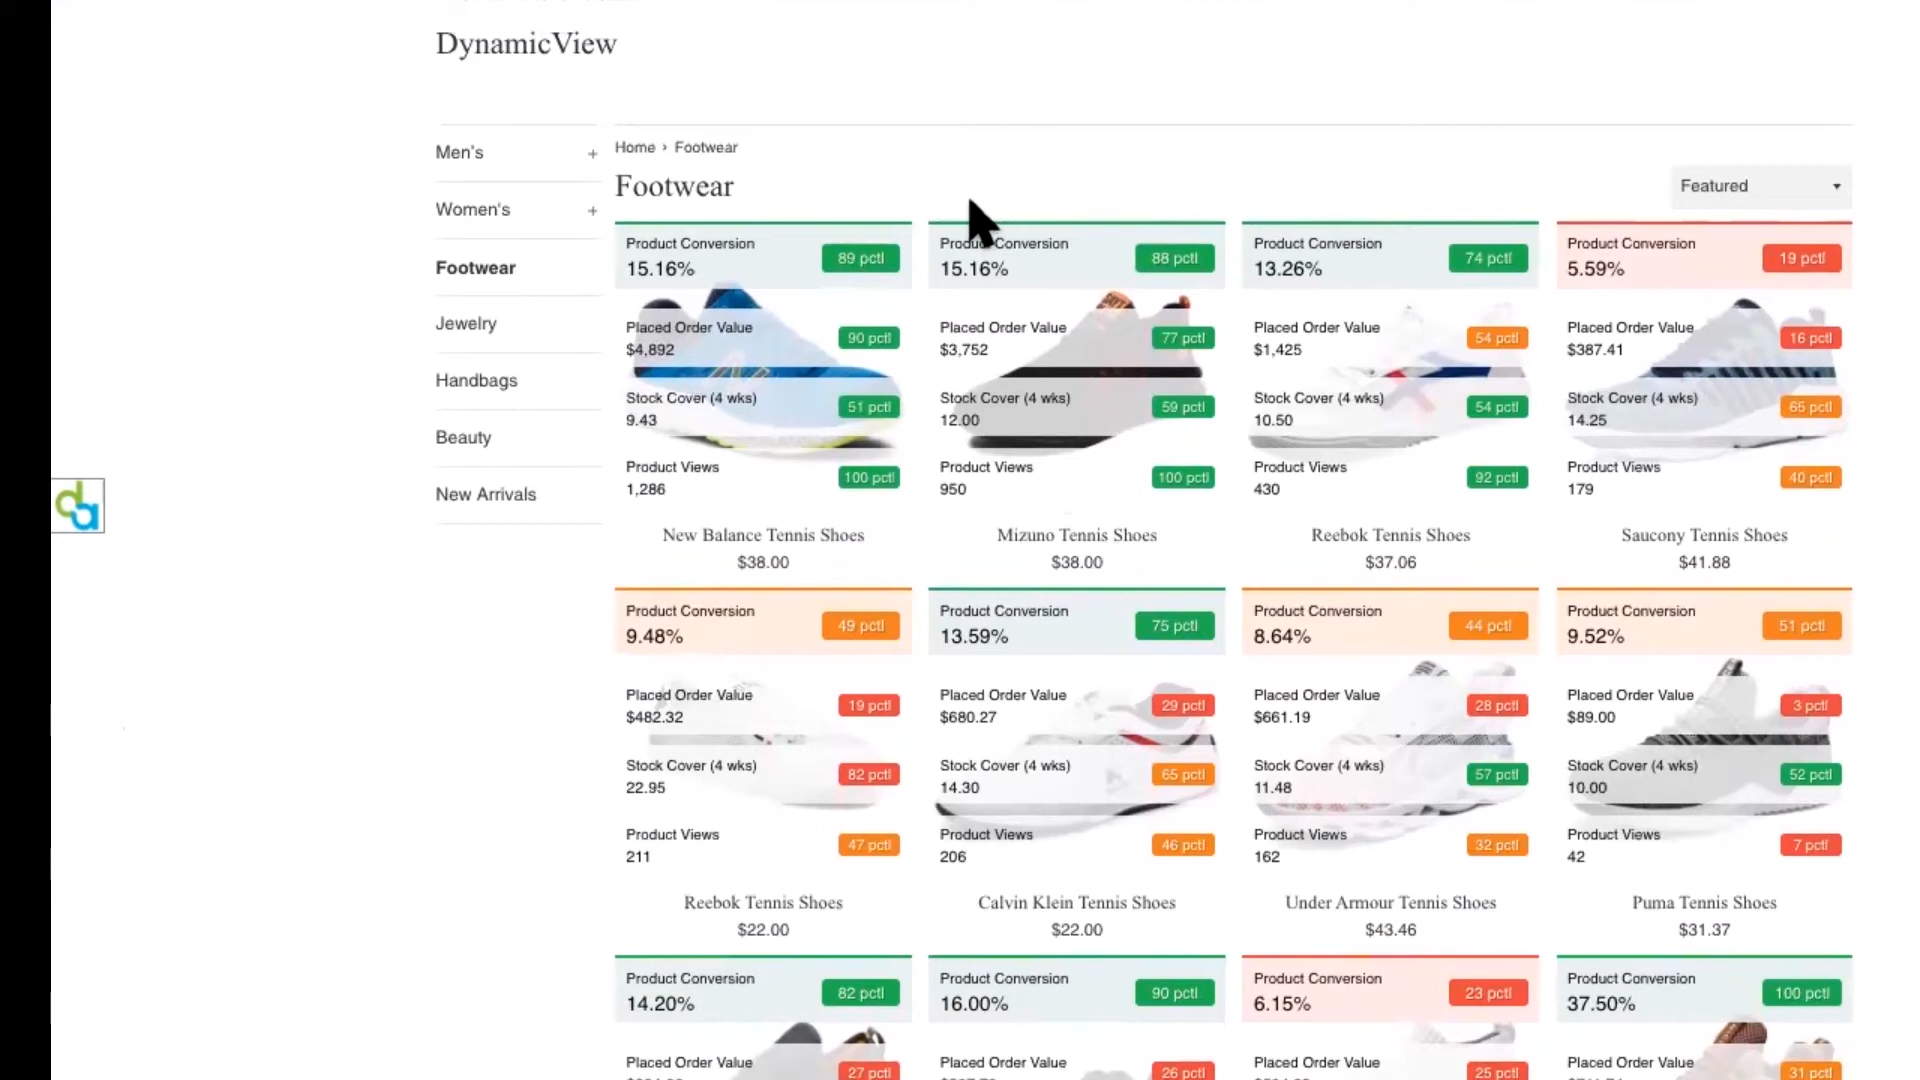 DynamicView
Men's +
Women's +
Footwear
Jewelry
Handbags
Beauty
New Arrivals
Home › Footwear
Footwear
Featured
Product Conversion
15.16%
89 pctl
Placed Order Value
$4,892
90 pctl
Stock Cover (4 wks)
9.43
51 pctl
Product Views
1,286
100 pctl
New Balance Tennis Shoes
$38.00
Product Conversion
15.16%
88 pctl
Placed Order Value
$3,752
77 pctl
Stock Cover (4 wks)
12.00
59 pctl
Product Views
950
100 pctl
Mizuno Tennis Shoes
$38.00
Product Conversion
13.26%
74 pctl
Placed Order Value
$1,425
54 pctl
Stock Cover (4 wks)
10.50
54 pctl
Product Views
430
92 pctl
Reebok Tennis Shoes
$37.06
Product Conversion
5.59%
19 pctl
Placed Order Value
$387.41
16 pctl
Stock Cover (4 wks)
14.25
65 pctl
Product Views
179
40 pctl
Saucony Tennis Shoes
$41.88
Product Conversion
9.48%
49 pctl
Placed Order Value
$482.32
19 pctl
Stock Cover (4 wks)
22.95
82 pctl
Product Views
211
47 pctl
Reebok Tennis Shoes
$22.00
Product Conversion
13.59%
75 pctl
Placed Order Value
$680.27
29 pctl
Stock Cover (4 wks)
14.30
65 pctl
Product Views
206
46 pctl
Calvin Klein Tennis Shoes
$22.00
Product Conversion
8.64%
44 pctl
Placed Order Value
$661.19
28 pctl
Stock Cover (4 wks)
11.48
57 pctl
Product Views
162
32 pctl
Under Armour Tennis Shoes
$43.46
Product Conversion
9.52%
51 pctl
Placed Order Value
$89.00
3 pctl
Stock Cover (4 wks)
10.00
52 pctl
Product Views
42
7 pctl
Puma Tennis Shoes
$31.37
Product Conversion
14.20%
82 pctl
Placed Order Value
27 pctl
Product Conversion
16.00%
90 pctl
Placed Order Value
26 pctl
Product Conversion
6.15%
23 pctl
Placed Order Value
25 pctl
Product Conversion
37.50%
100 pctl
Placed Order Value
31 pctl
da